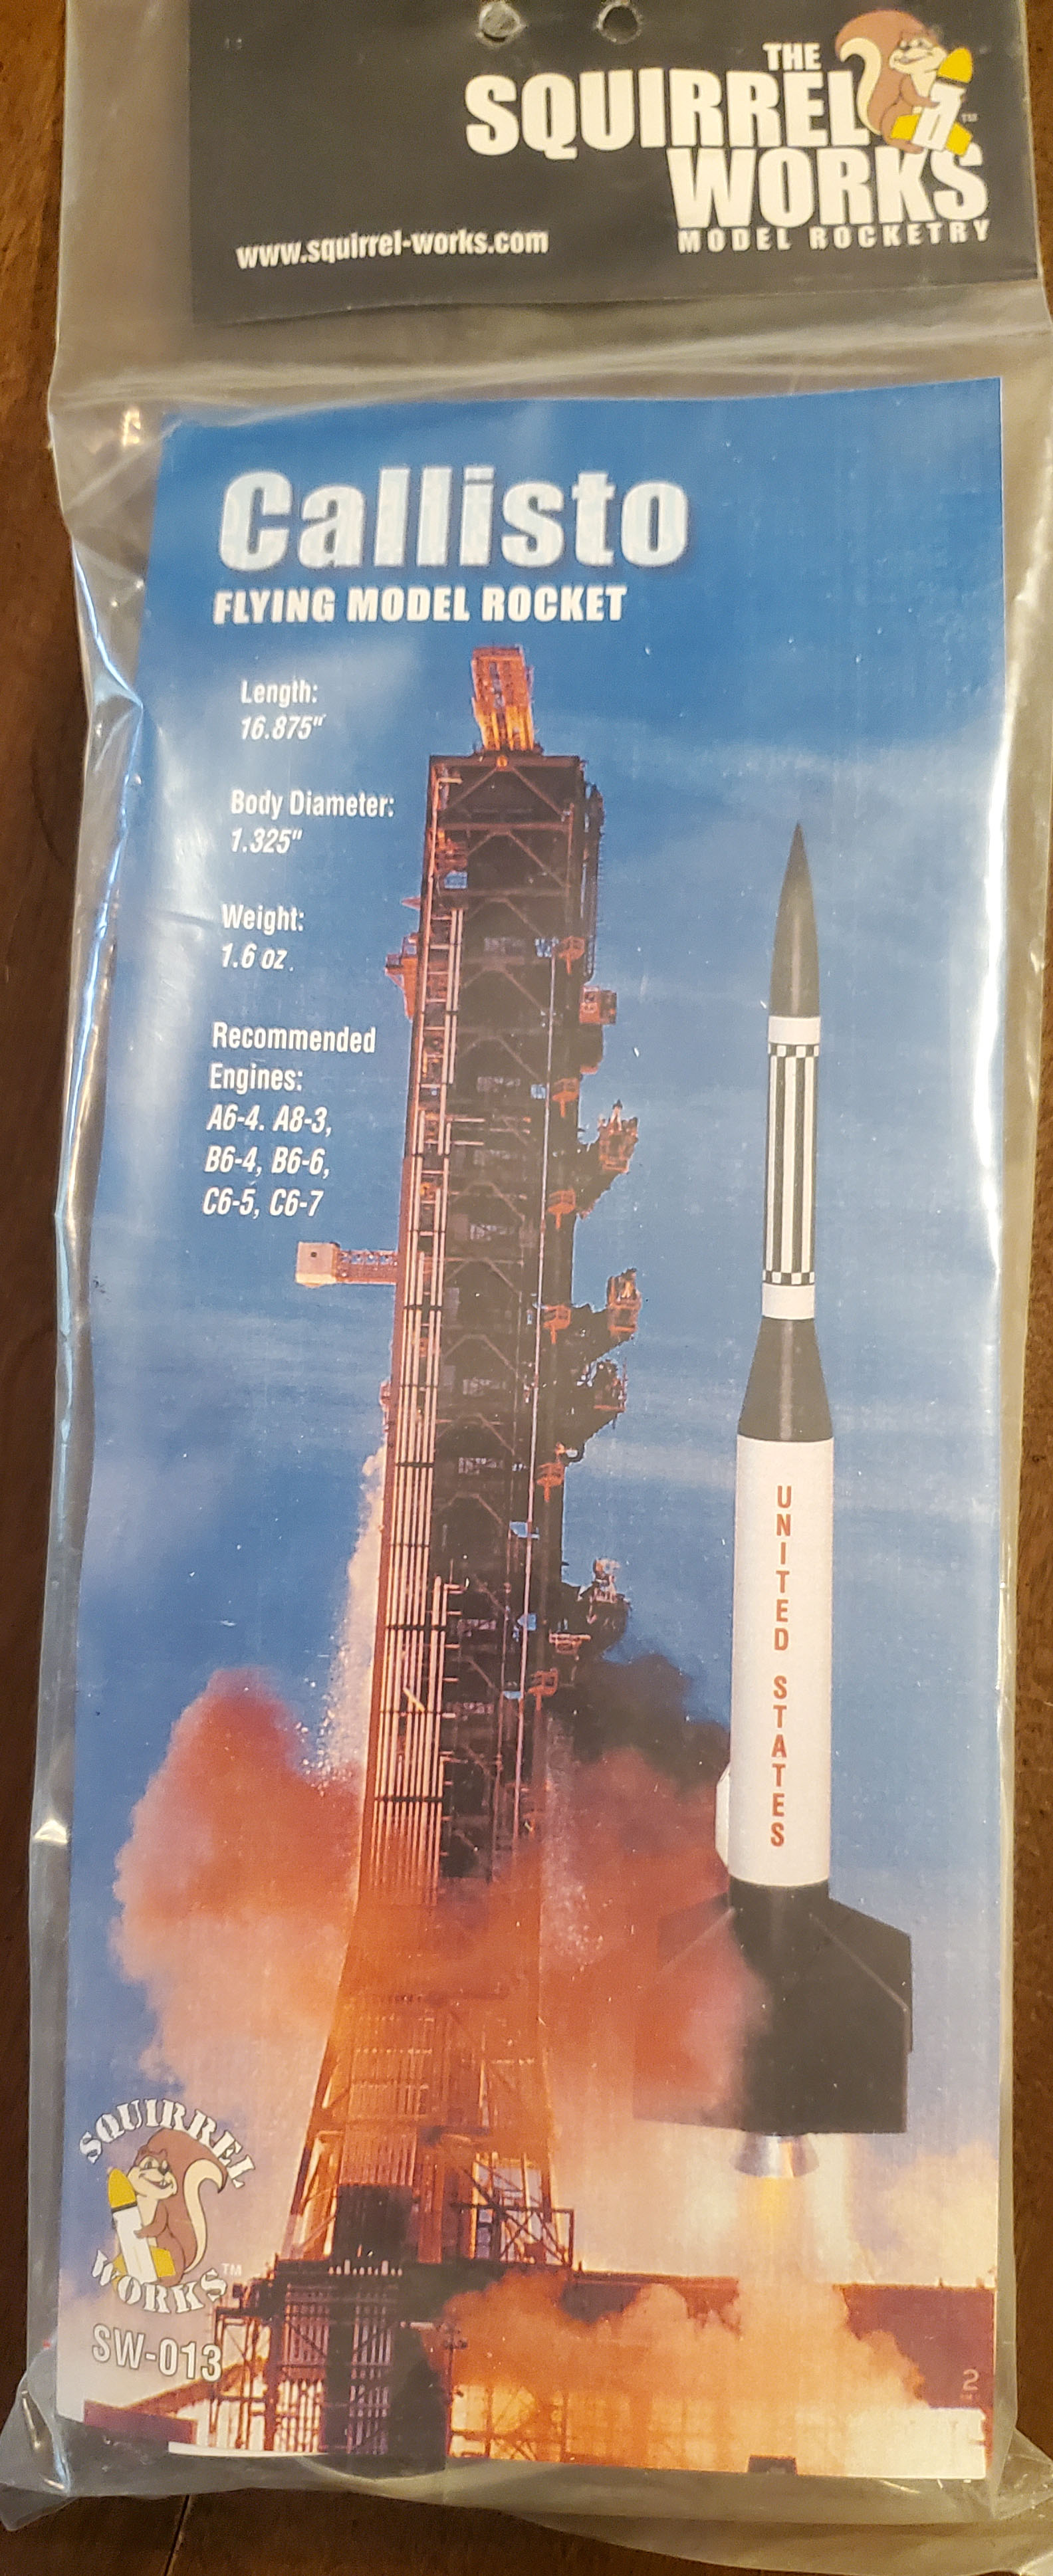 THE
SQUIRREL
WORKS
TM
MODEL ROCKETRY
www.squirrel-works.com
Callisto
FLYING MODEL ROCKET
Length:
16.875"
Body Diameter:
1.325"
Weight:
1.6 oz.
Recommended
Engines:
A6-4. A8-3,
B6-4, B6-6,
C6-5, C6-7
UNITED STATES
SQUIRREL
WORKS
TM
SW-013
2